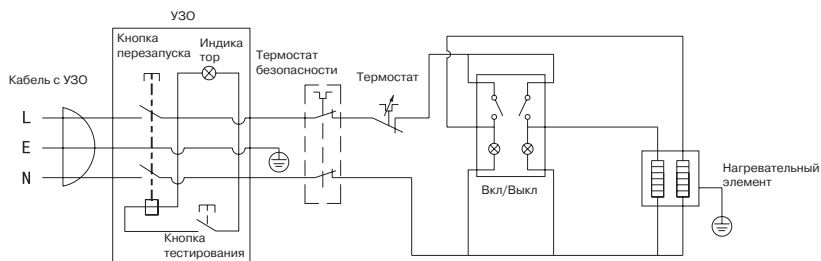 УЗО
Кнопка
перезапуска
Индика
тор
Термостат
безопасности
Термостат
Кабель с УЗО
L
E
N
Вкл/Выкл
Нагревательный
элемент
Кнопка
тестирования